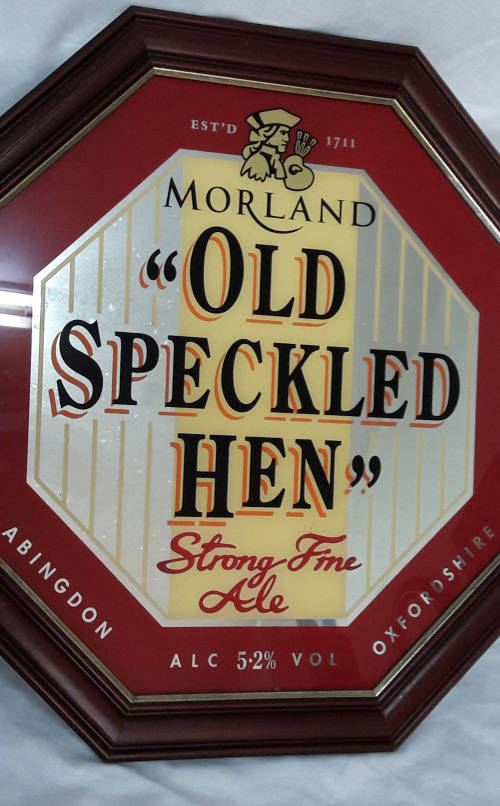 EST'D 1711
MORLAND
"OLD
SPECKLED
HEN"
Strong Fine
Ale
ABINGDON
ALC 5·2% VOL
OXFORDSHIRE